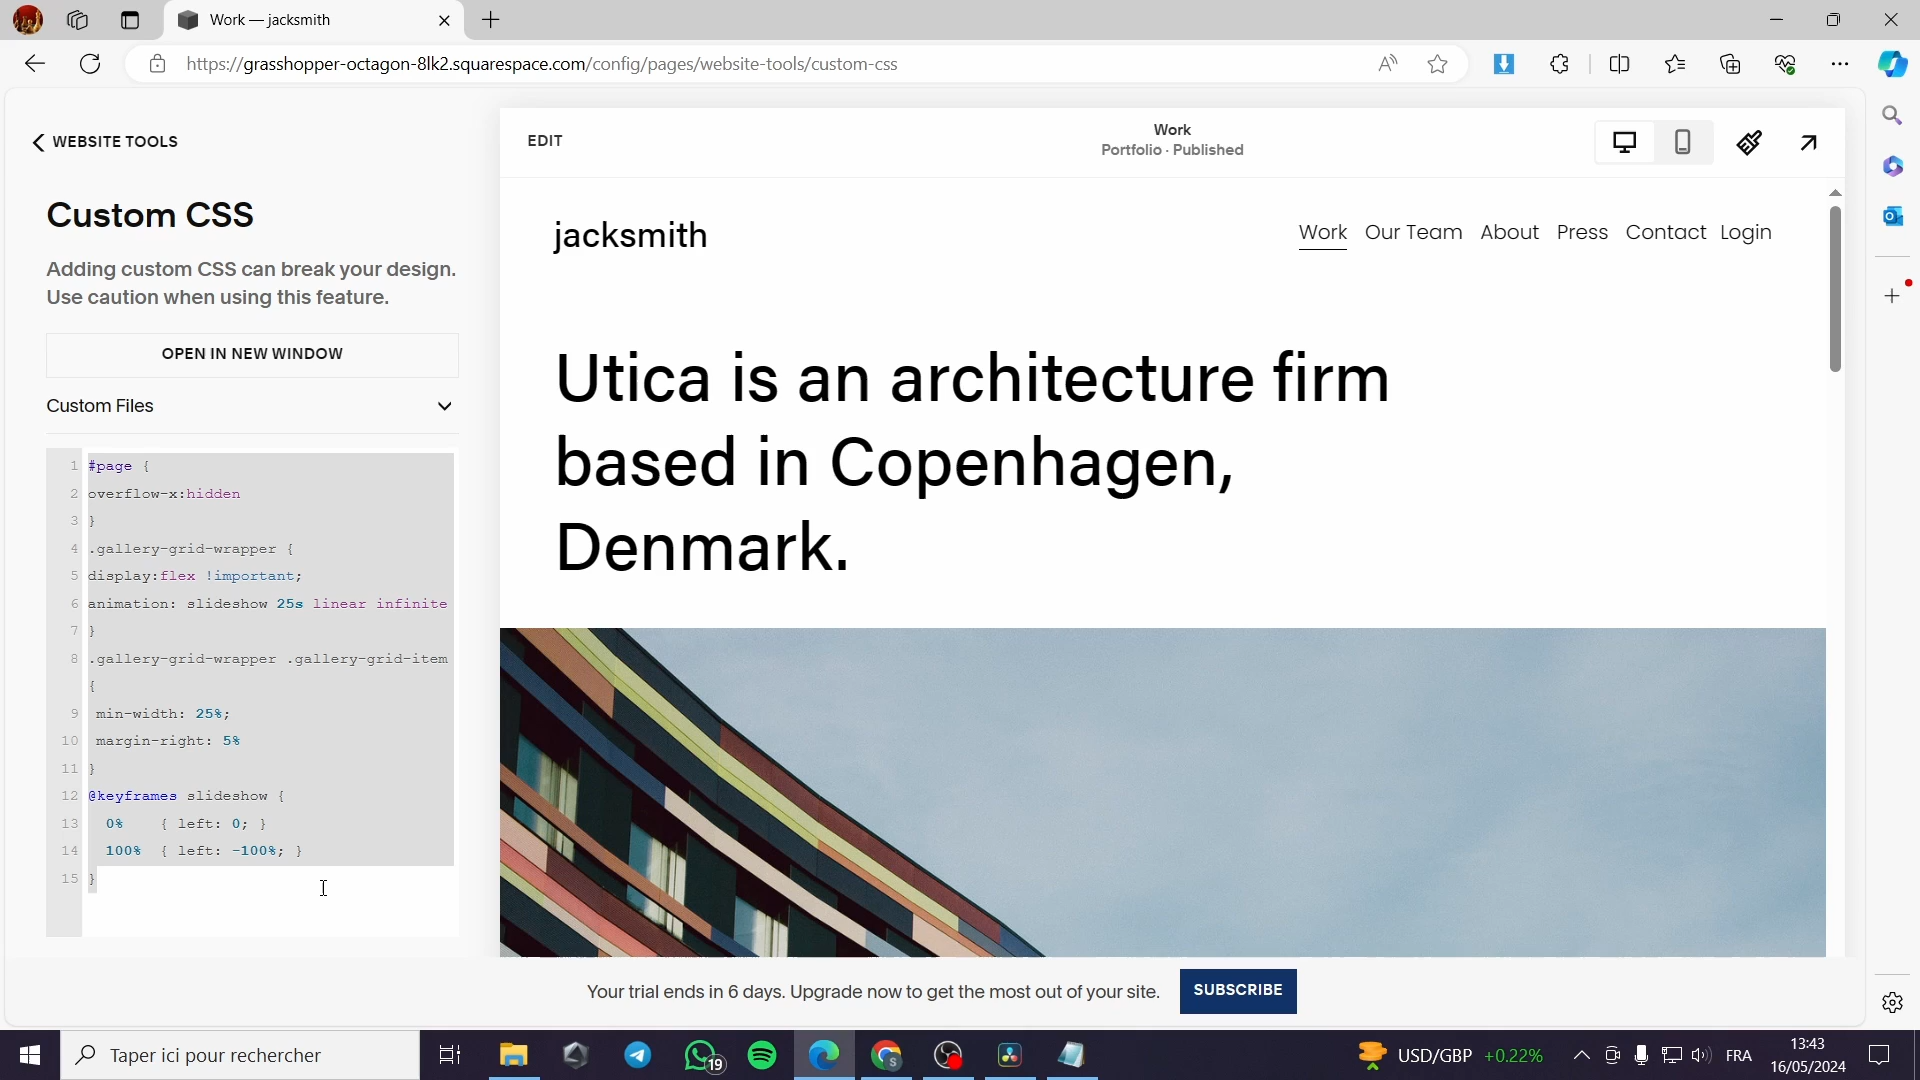 Work — jacksmith
https://grasshopper-octagon-8lk2.squarespace.com/config/pages/website-tools/custom-css
WEBSITE TOOLS
Custom CSS
Adding custom CSS can break your design.
Use caution when using this feature.
OPEN IN NEW WINDOW
Custom Files
1 #page {
2 overflow-x:hidden
3 }
4 .gallery-grid-wrapper {
5 display:flex !important;
6 animation: slideshow 25s linear infinite
7 }
8 .gallery-grid-wrapper .gallery-grid-item
{
9 min-width: 25%;
10 margin-right: 5%
11 }
12 @keyframes slideshow {
13 0% { left: 0; }
14 100% { left: -100%; }
15 }
EDIT
Work
Portfolio · Published
jacksmith
Work Our Team About Press Contact Login
Utica is an architecture firm
based in Copenhagen,
Denmark.
Your trial ends in 6 days. Upgrade now to get the most out of your site.
SUBSCRIBE
Taper ici pour rechercher
19
S
USD/GBP +0.22%
FRA
13:43
16/05/2024